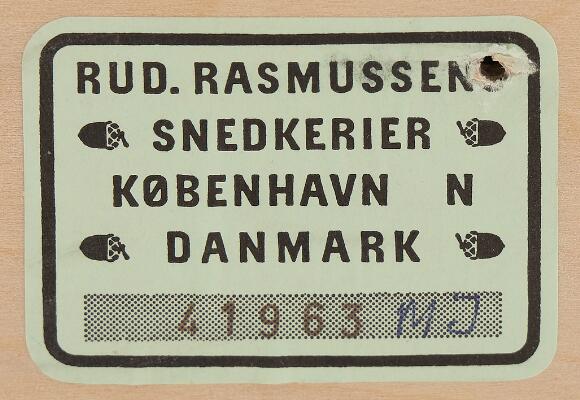 RUD. RASMUSSENS
SNEDKERIER
KØBENHAVN N
DANMARK
41963 MJ